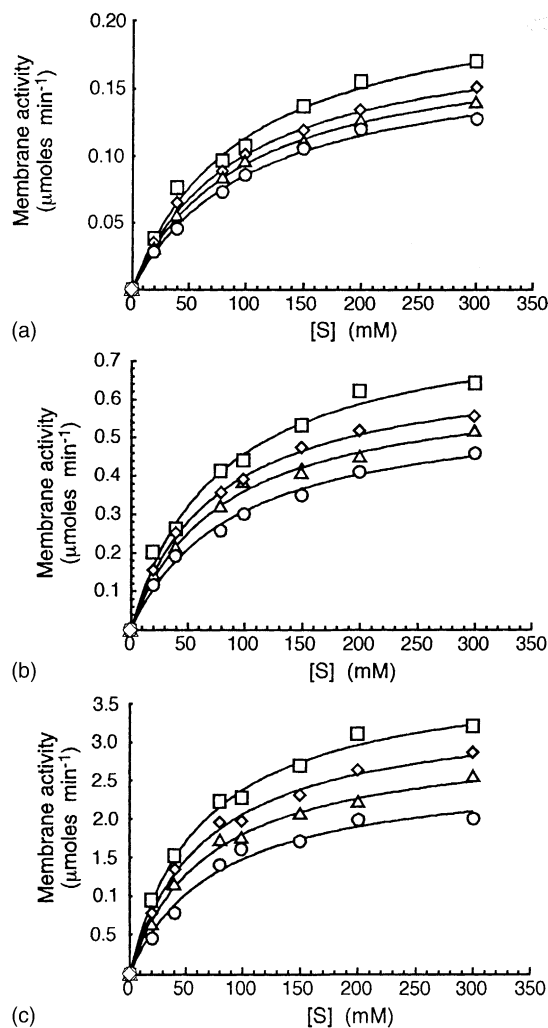 0.20
0.15
0.10
0.05
Membrane activity
(μmoles min⁻¹)
0 50 100 150 200 250 300 350
(a)
[S] (mM)
0.7
0.6
0.5
0.4
0.3
0.2
0.1
Membrane activity
(μmoles min⁻¹)
0 50 100 150 200 250 300 350
(b)
[S] (mM)
3.5
3.0
2.5
2.0
1.5
0.1
0.5
Membrane activity
(μmoles min⁻¹)
0 50 100 150 200 250 300 350
(c)
[S] (mM)